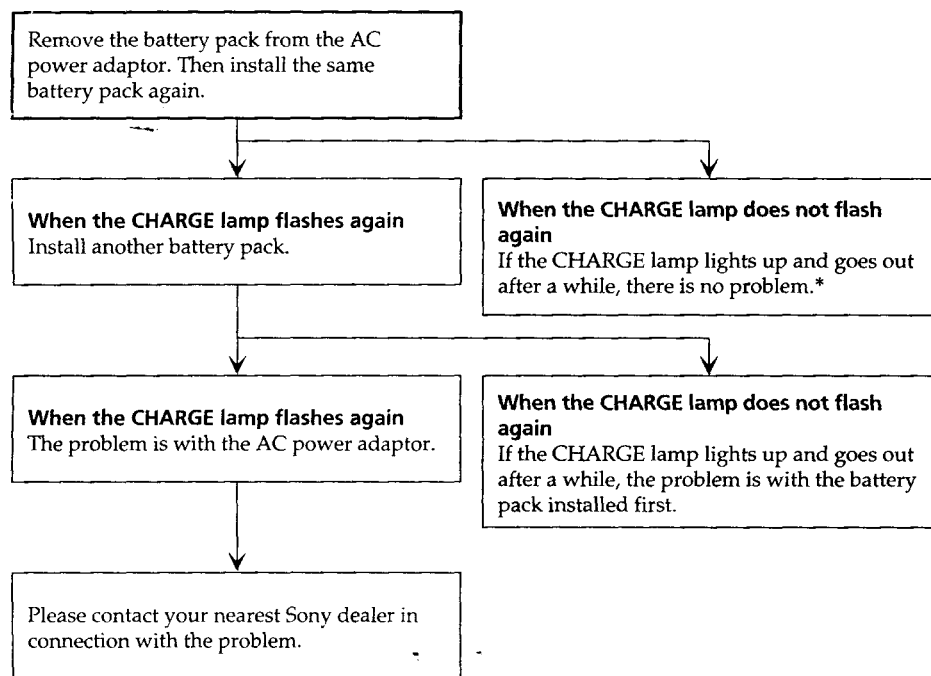 Remove the battery pack from the AC
power adaptor. Then install the same
battery pack again.
When the CHARGE lamp flashes again
Install another battery pack.
When the CHARGE lamp does not flash
again
If the CHARGE lamp lights up and goes out
after a while, there is no problem.*
When the CHARGE lamp flashes again
The problem is with the AC power adaptor.
When the CHARGE lamp does not flash
again
If the CHARGE lamp lights up and goes out
after a while, the problem is with the battery
pack installed first.
Please contact your nearest Sony dealer in
connection with the problem.